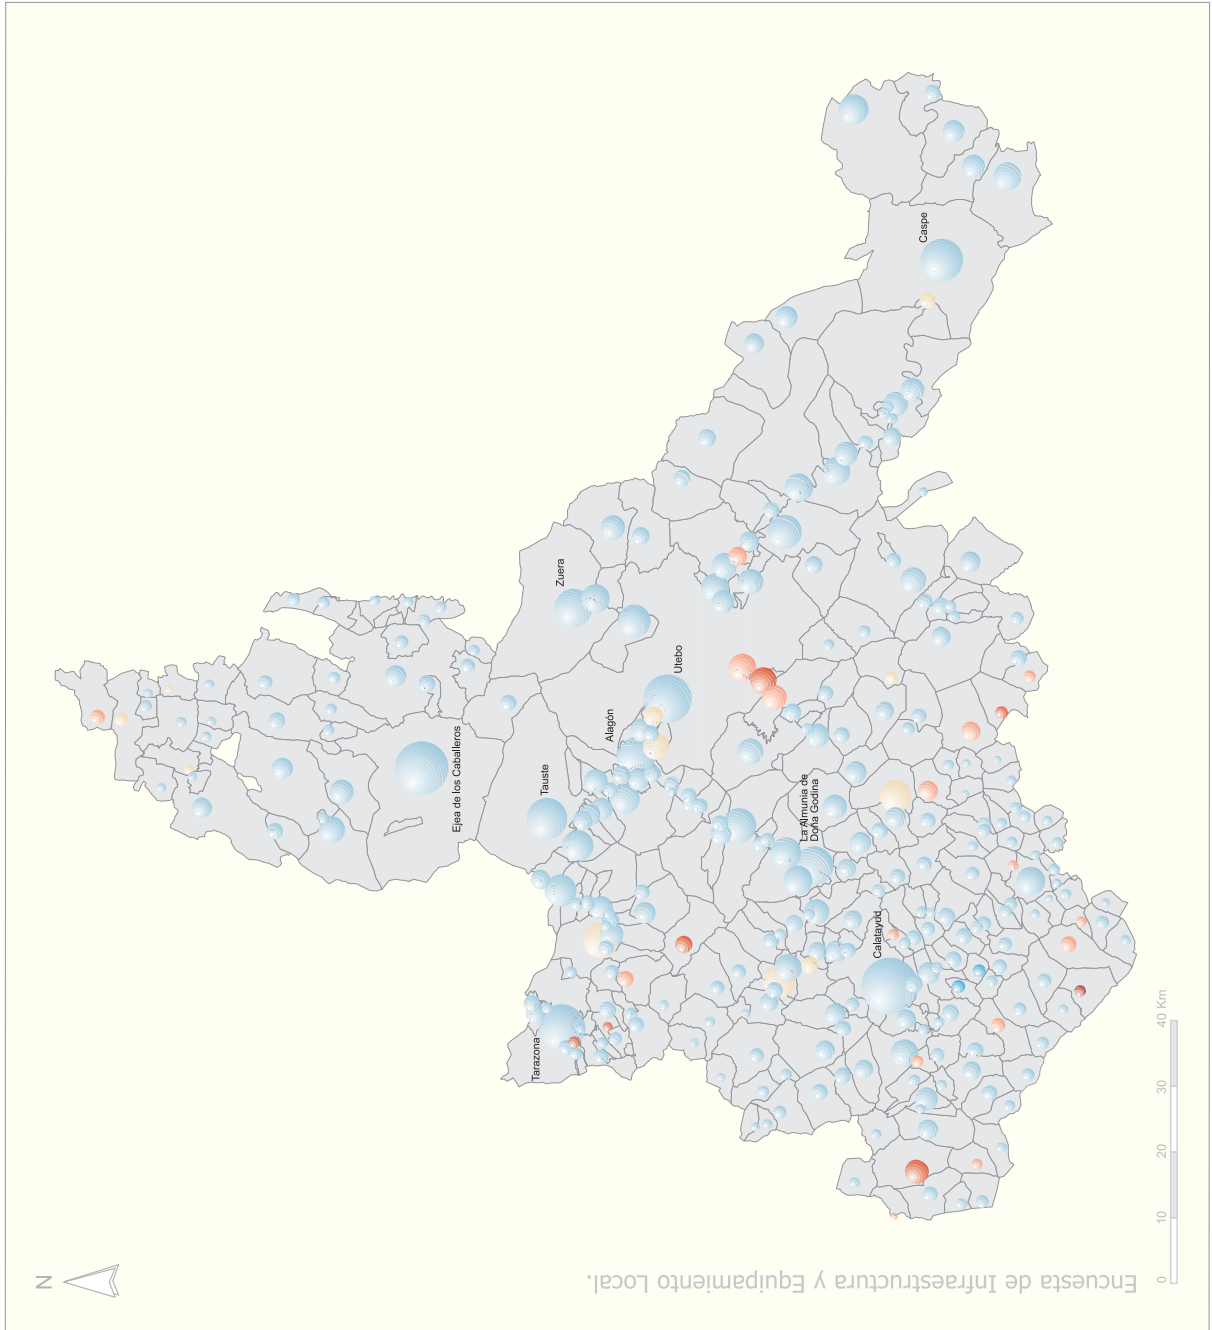 N
Ejea de los Caballeros
Zuera
Tauste
Alagón
Utebo
Caspe
Tarazona
La Almunia de
Doña Godina
Calatayud
0 10 20 30 40 Km
Encuesta de Infraestructura y Equipamiento Local.